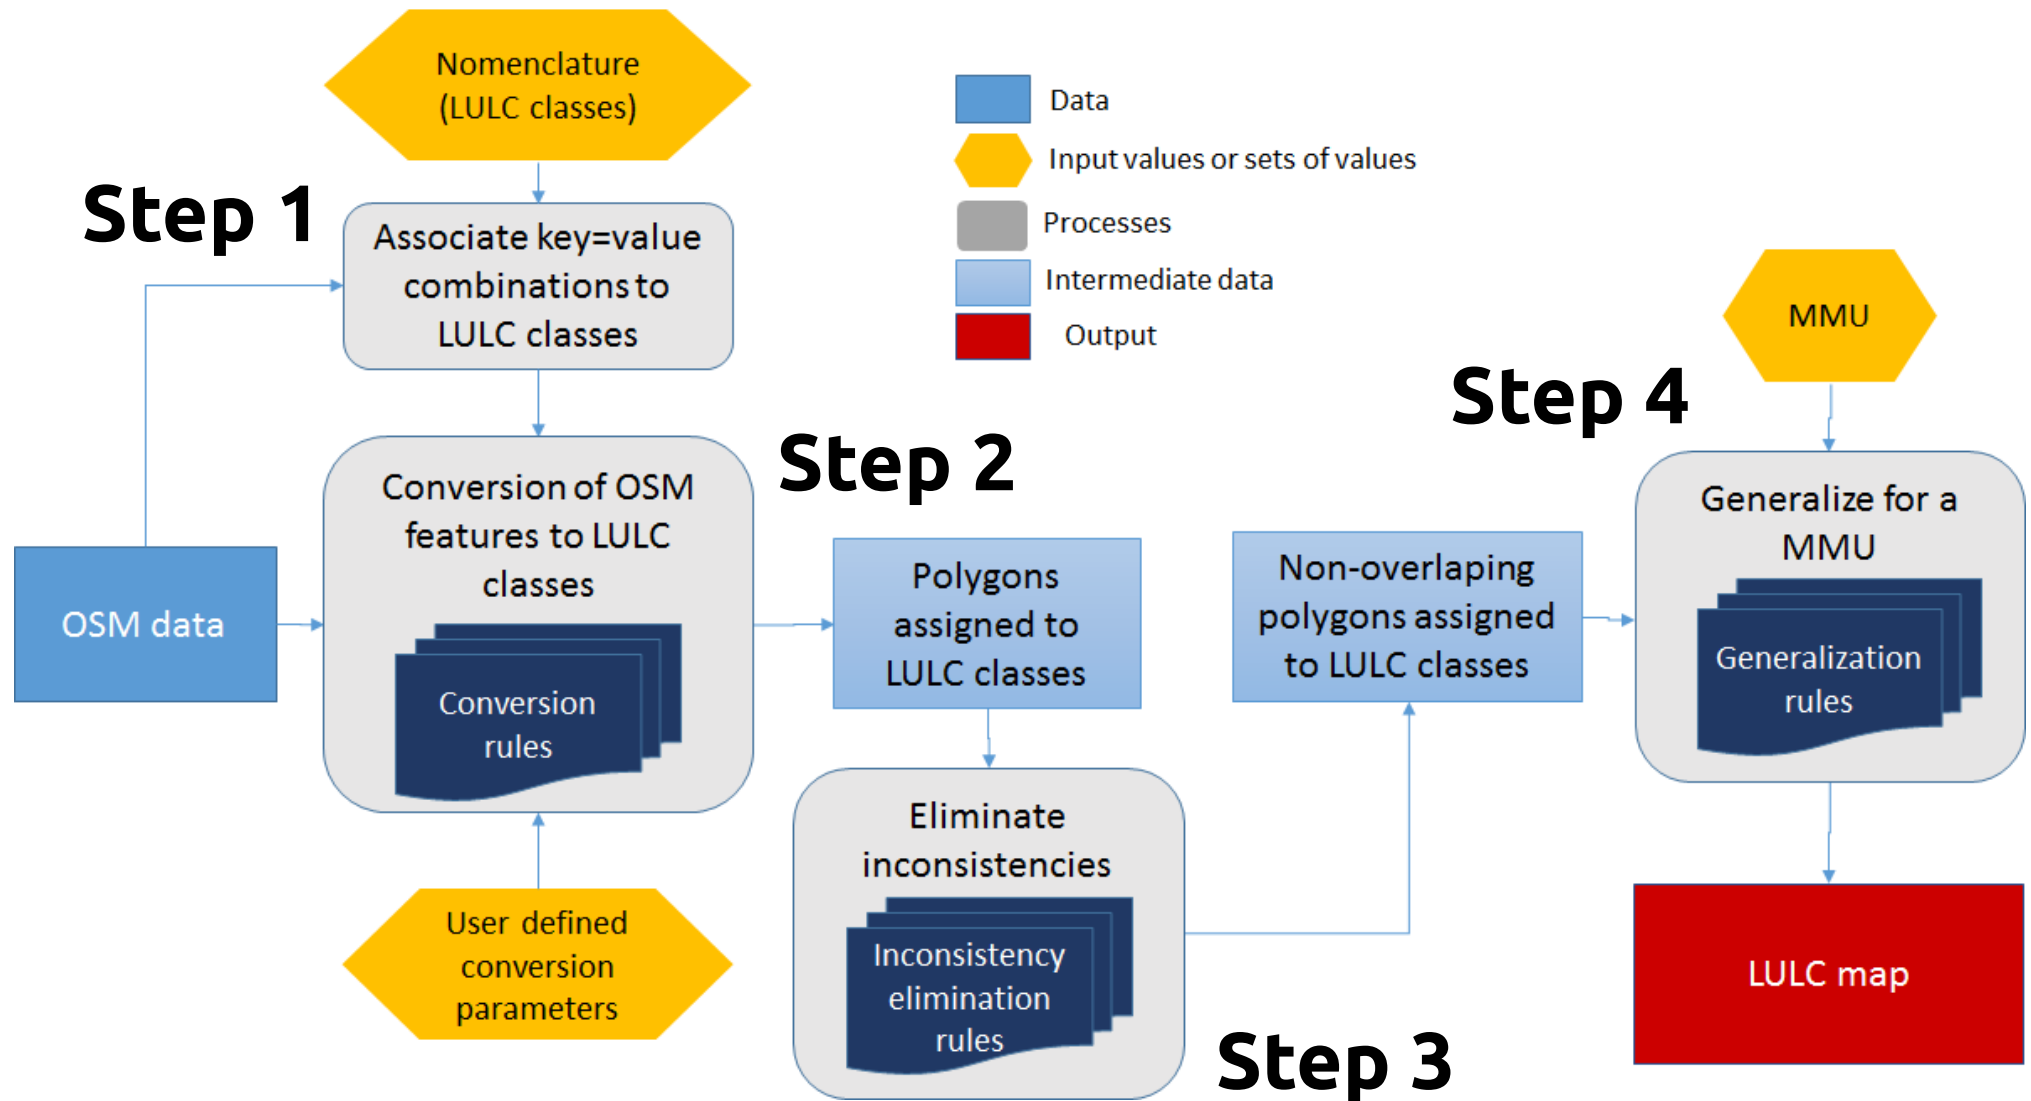 Nomenclature
(LULC classes)
Step 1
Associate key=value
combinations to
LULC classes
Data
Input values or sets of values
Processes
Intermediate data
Output
OSM data
Conversion of OSM
features to LULC
classes
Conversion
rules
Step 2
User defined
conversion
parameters
Polygons
assigned to
LULC classes
Eliminate
inconsistencies
Inconsistency
elimination
rules
Step 3
Non-overlaping
polygons assigned
to LULC classes
Step 4
MMU
Generalize for a
MMU
Generalization
rules
LULC map